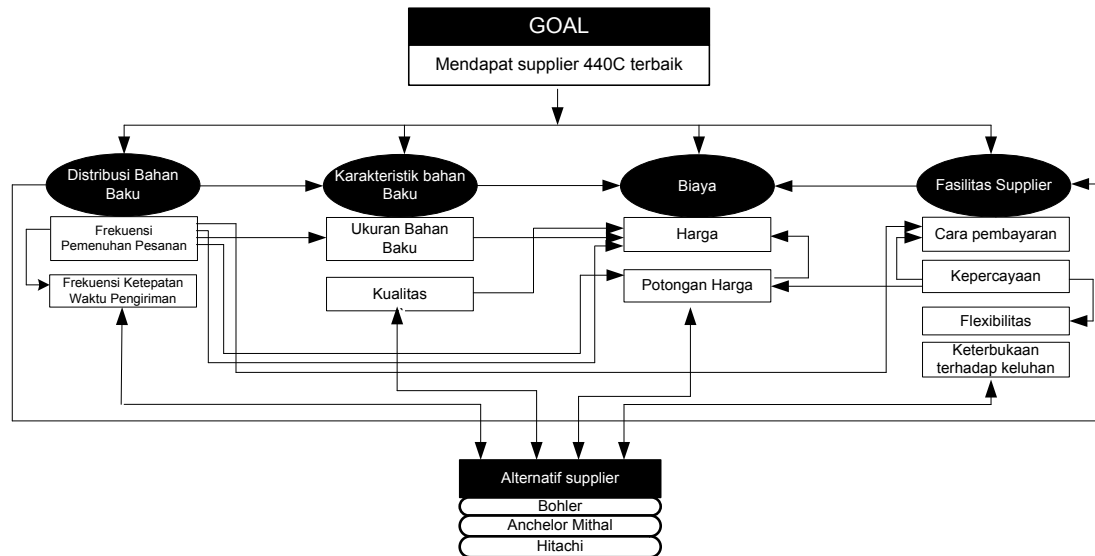 GOAL
Mendapat supplier 440C terbaik
Distribusi Bahan
Baku
Karakteristik bahan
Baku
Biaya
Fasilitas Supplier
Frekuensi
Pemenuhan Pesanan
Frekuensi Ketepatan
Waktu Pengiriman
Ukuran Bahan
Baku
Kualitas
Harga
Potongan Harga
Cara pembayaran
Kepercayaan
Flexibilitas
Keterbukaan
terhadap keluhan
Alternatif supplier
Bohler
Anchelor Mithal
Hitachi